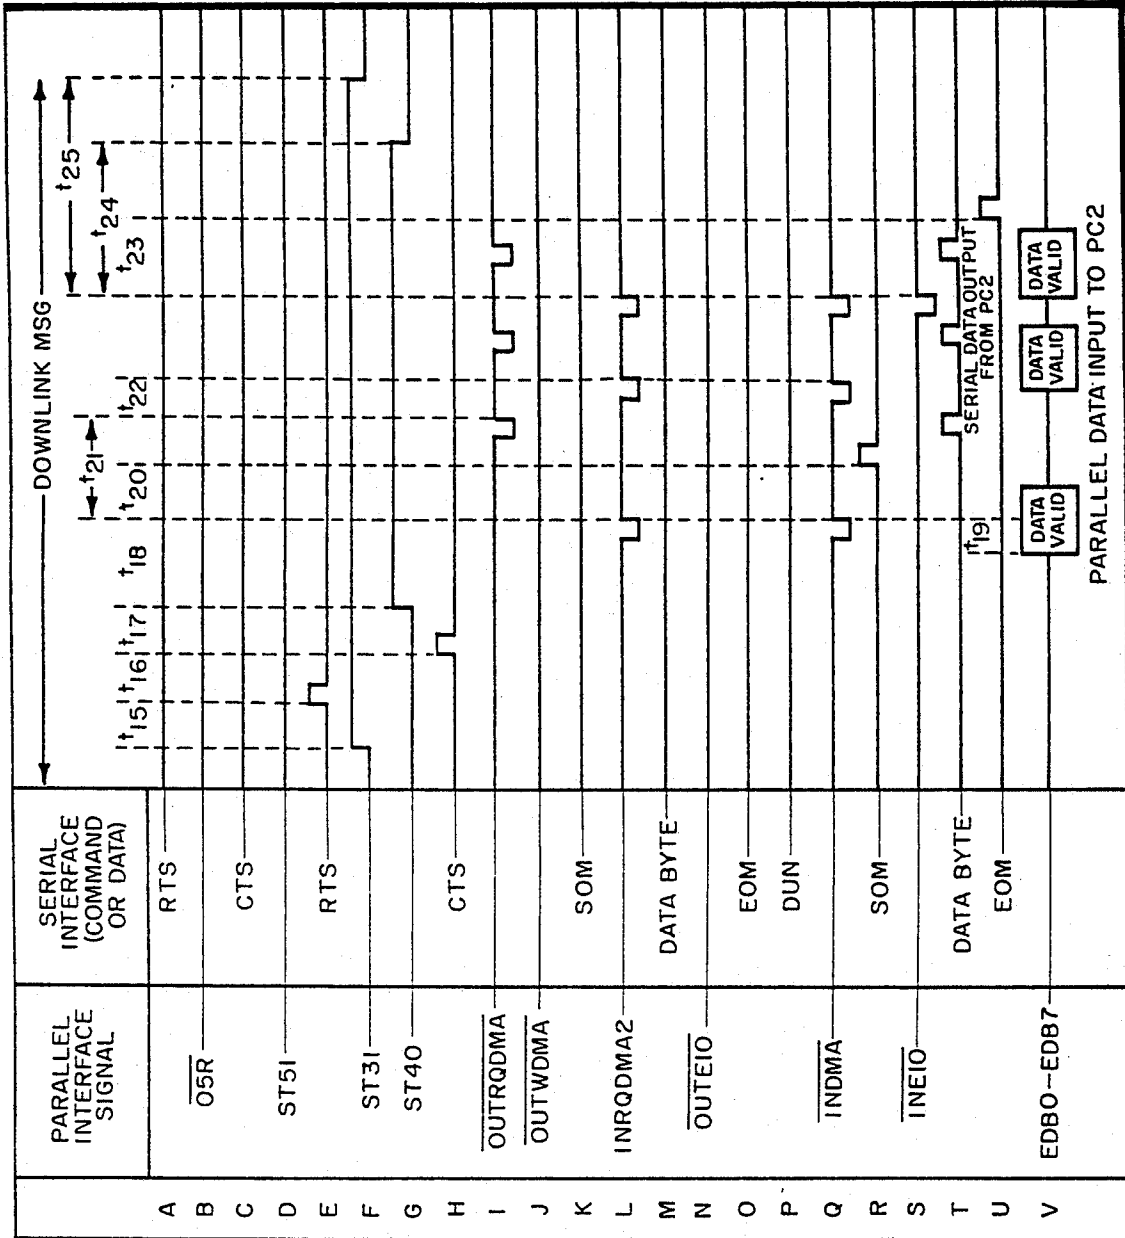 PARALLEL
INTERFACE
SIGNAL
SERIAL
INTERFACE
(COMMAND
OR DATA)
DOWNLINK MSG
t15
t16
t17
t18
t20
t21
t22
t23
t24
t25
A RTS
B 05R
C CTS
D ST51
E RTS
F ST31
G ST40
H CTS
I OUTRQDMA
J OUTWDMA
K SOM
L INRQDMA2
M DATA BYTE
N OUTE10
O EOM
P DUN
Q INDMA
R SOM
S INE10
T DATA BYTE
SERIAL DATA OUTPUT
FROM PC2
U EOM
t19
V EDB0-EDB7
DATA
VALID
DATA
VALID
DATA
VALID
PARALLEL DATA INPUT TO PC2